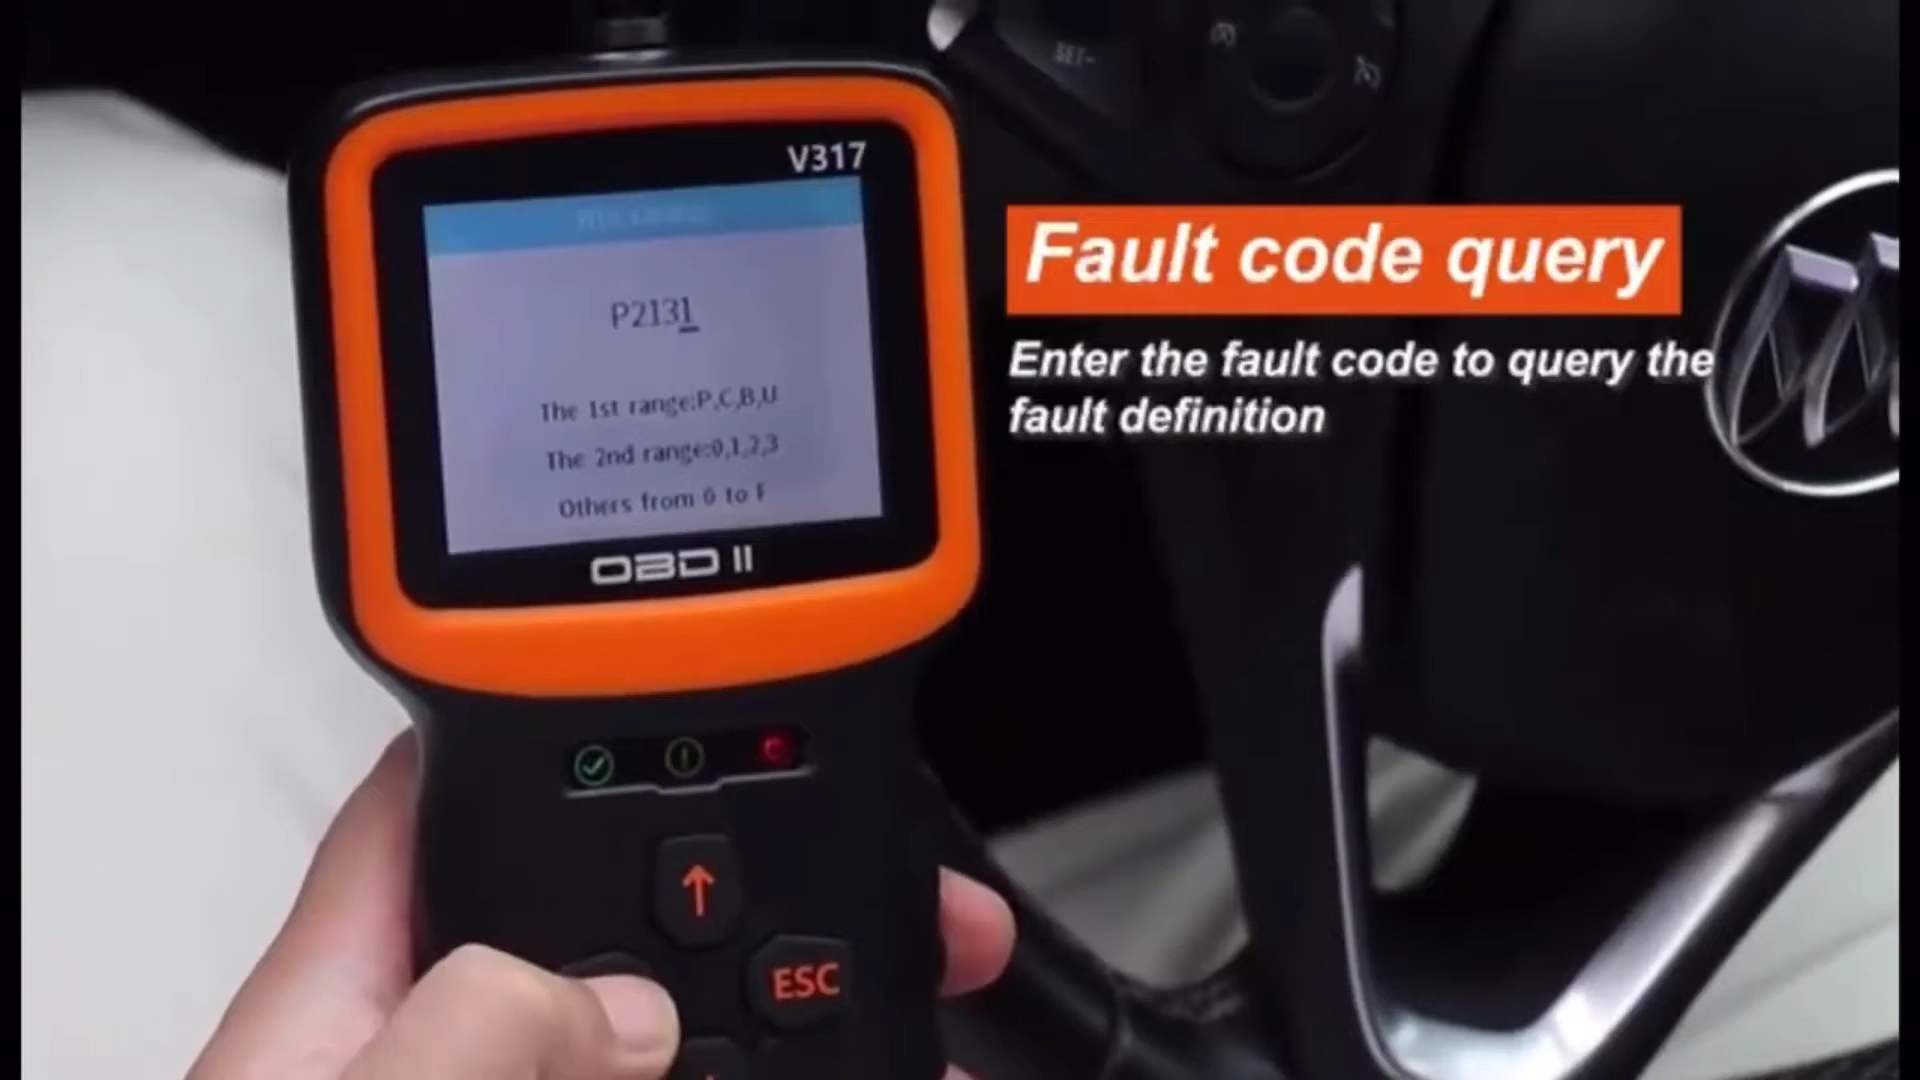 V317
P2131
The 1st range:P,C,B,U
The 2nd range:0,1,2,3
Others from 0 to F
OBD II
ESC
SET-
Fault code query
Enter the fault code to query the
fault definition